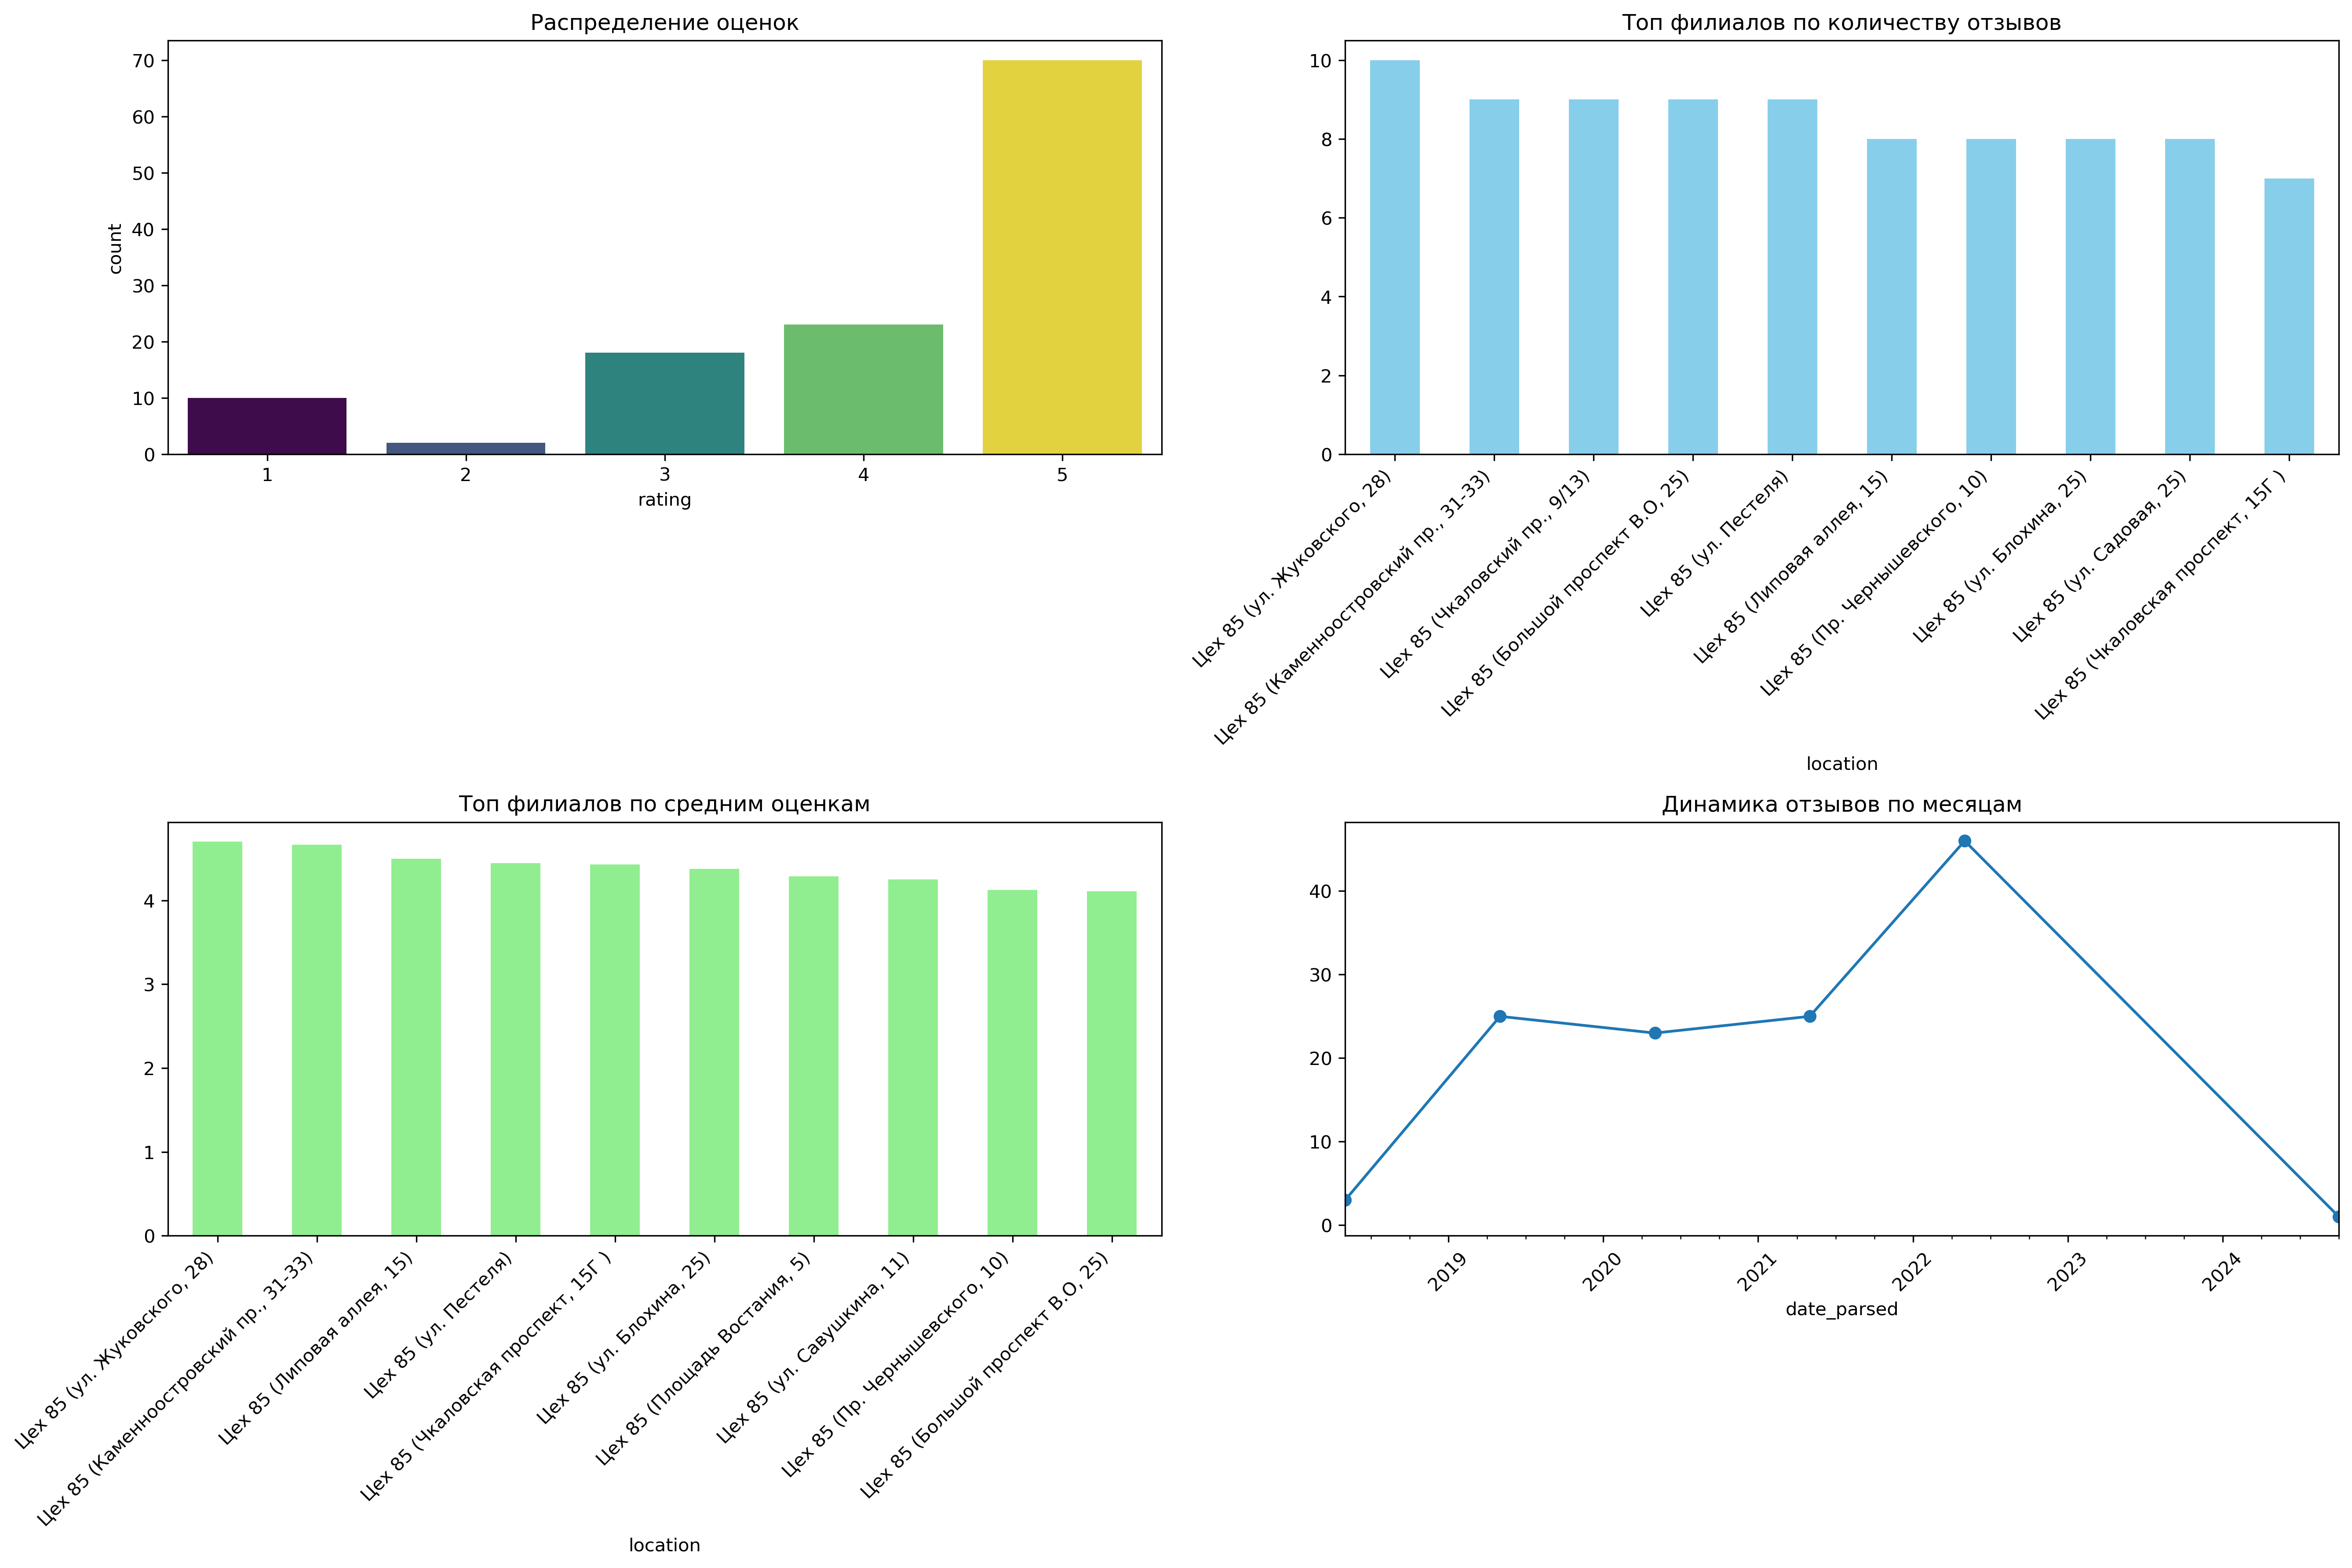 Распределение оценок
70
60
50
40
30
20
10
0
count
1 2 3 4 5
rating
Топ филиалов по количеству отзывов
10
8
6
4
2
0
Цех 85 (ул. Жуковского, 28)
Цех 85 (Каменноостровский пр., 31-33)
Цех 85 (Чкаловский пр., 9/13)
Цех 85 (Большой проспект В.О, 25)
Цех 85 (ул. Пестеля)
Цех 85 (Липовая аллея, 15)
Цех 85 (Пр. Чернышевского, 10)
Цех 85 (ул. Блохина, 25)
Цех 85 (ул. Садовая, 25)
Цех 85 (Чкаловская проспект, 15Г )
location
Топ филиалов по средним оценкам
4
3
2
1
0
Цех 85 (ул. Жуковского, 28)
Цех 85 (Каменноостровский пр., 31-33)
Цех 85 (Липовая аллея, 15)
Цех 85 (ул. Пестеля)
Цех 85 (Чкаловская проспект, 15Г )
Цех 85 (ул. Блохина, 25)
Цех 85 (Площадь Востания, 5)
Цех 85 (ул. Савушкина, 11)
Цех 85 (Пр. Чернышевского, 10)
Цех 85 (Большой проспект В.О, 25)
location
Динамика отзывов по месяцам
40
30
20
10
0
2019
2020
2021
2022
2023
2024
date_parsed